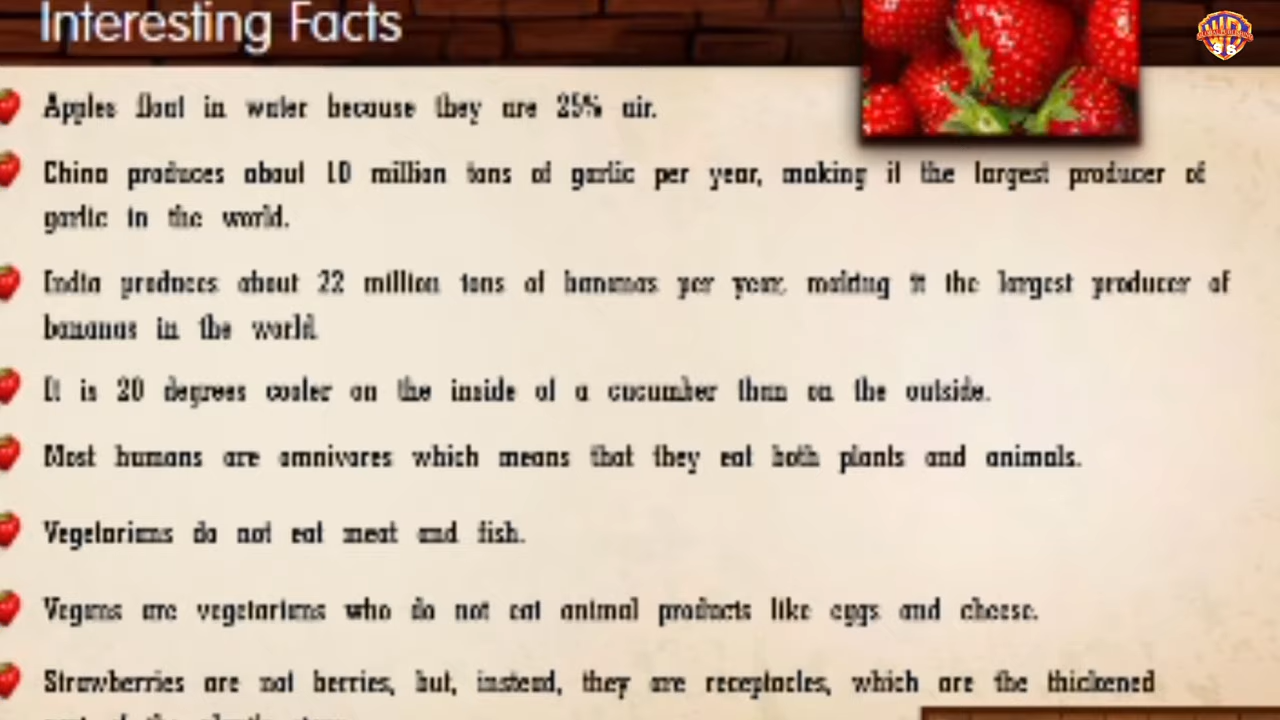 Interesting Facts
Apples float in water because they are 25% air.
China produces about 10 million tons of garlic per year, making it the largest producer of
garlic in the world.
India produces about 22 million tons of bananas per year, making it the largest producer of
bananas in the world.
It is 20 degrees cooler on the inside of a cucumber than on the outside.
Most humans are omnivores which means that they eat both plants and animals.
Vegetarians do not eat meat and fish.
Vegans are vegetarians who do not eat animal products like eggs and cheese.
Strawberries are not berries, but, instead, they are receptacles, which are the thickened